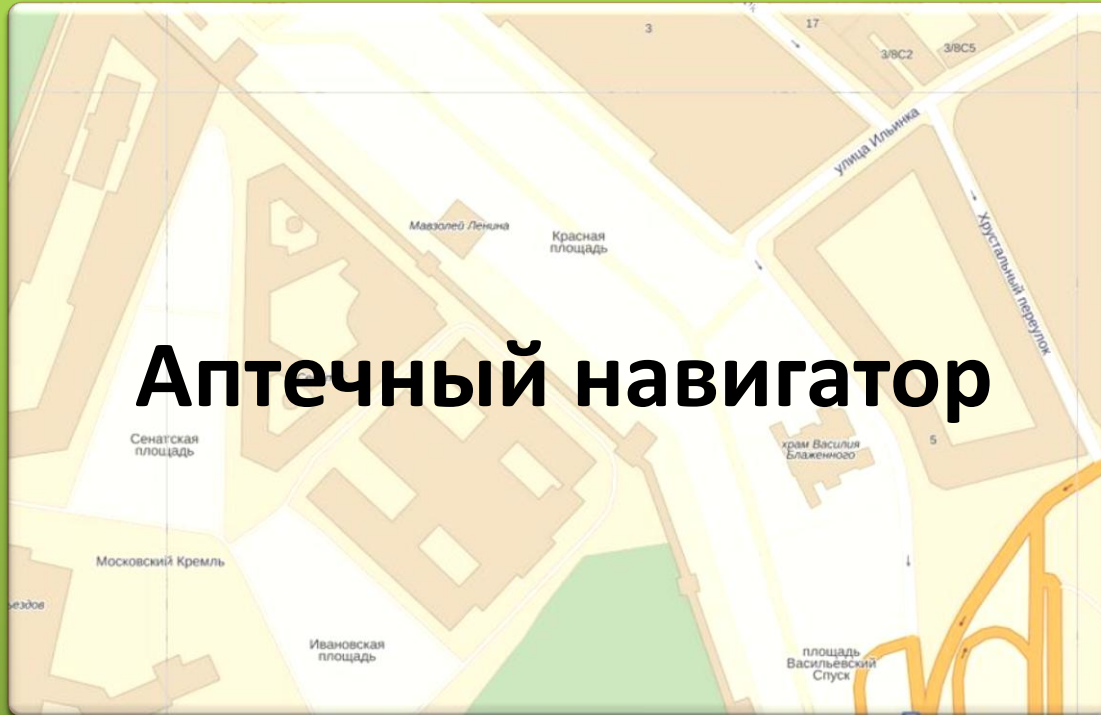 3
17
3/8С2
3/8С5
улица Ильинка
Мавзолей Ленина
Красная
площадь
Хрустальный переулок
Аптечный навигатор
Сенатская
площадь
храм Василия
Блаженного
5
Московский Кремль
ездов
Ивановская
площадь
площадь
Васильевский
Спуск